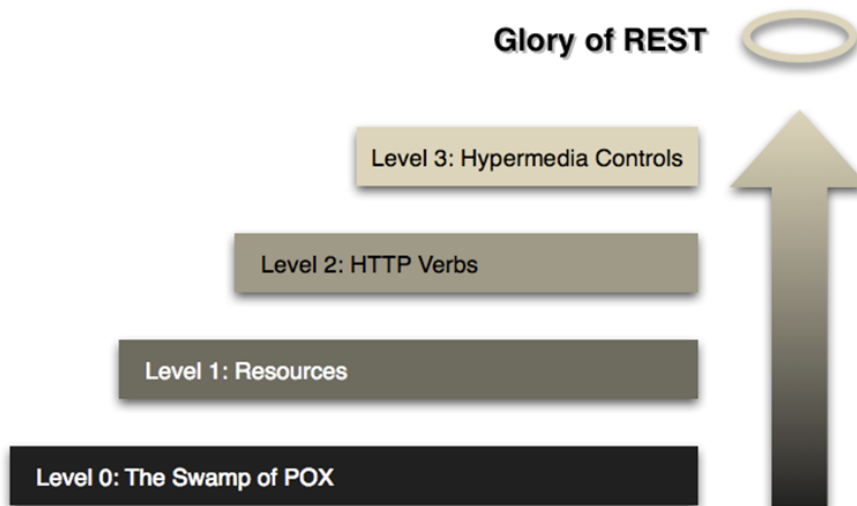 Glory of REST
Level 3: Hypermedia Controls
Level 2: HTTP Verbs
Level 1: Resources
Level 0: The Swamp of POX